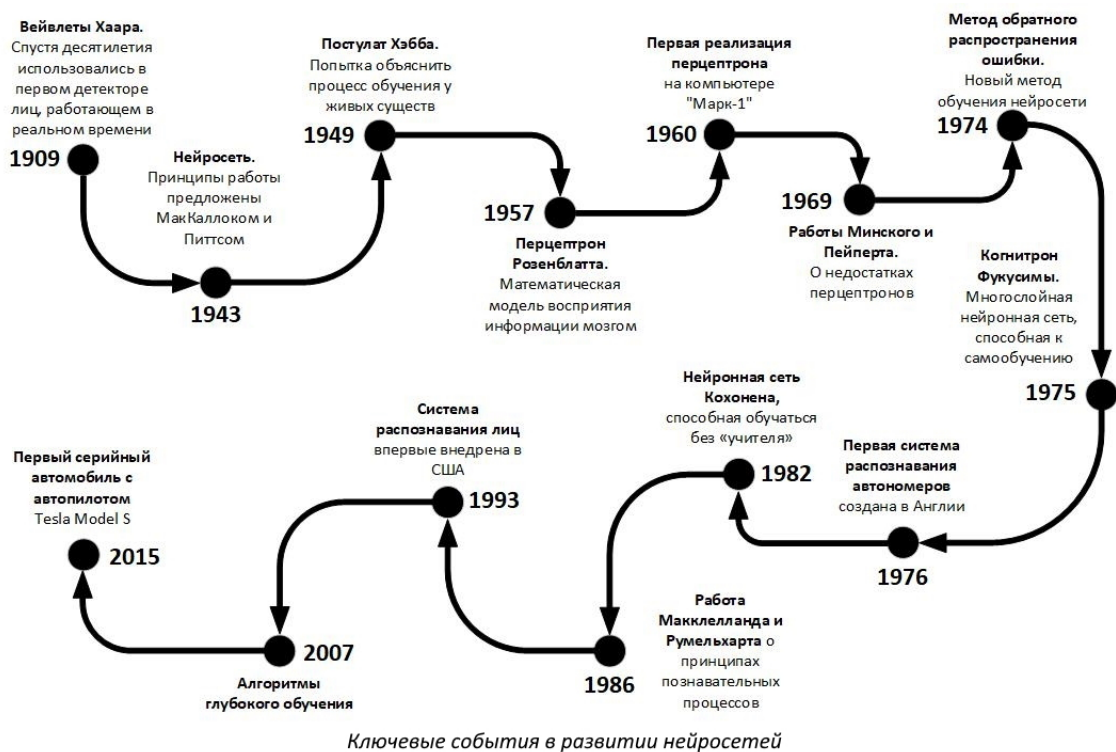 Вейвлеты Хаара.
Спустя десятилетия
использовались в
первом детекторе
лиц, работающем в
реальном времени
1909
Нейросеть.
Принципы работы
предложены
МакКаллоком и
Питтсом
1943
Постулат Хэбба.
Попытка объяснить
процесс обучения у
живых существ
1949
1957
Перцептрон
Розенблатта.
Математическая
модель восприятия
информации мозгом
Первая реализация
перцептрона
на компьютере
"Марк-1"
1960
1969
Работы Минского и
Пейперта.
О недостатках
перцептронов
Метод обратного
распространения
ошибки.
Новый метод
обучения нейросети
1974
Когнитрон
Фукусимы.
Многослойная
нейронная сеть,
способная к
самообучению
1975
Первая система
распознавания
автономеров
создана в Англии
1976
Нейронная сеть
Кохонена,
способная обучаться
без «учителя»
1982
Работа
Макклелланда и
Румельхарта о
принципах
познавательных
процессов
1986
Система
распознавания лиц
впервые внедрена в
США
1993
2007
Алгоритмы
глубокого обучения
Первый серийный
автомобиль с
автопилотом
Tesla Model S
2015
Ключевые события в развитии нейросетей